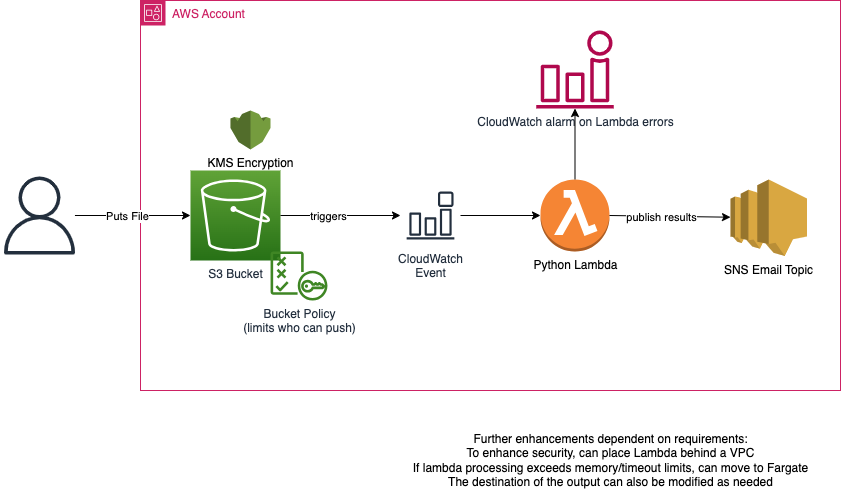 AWS Account
CloudWatch alarm on Lambda errors
KMS Encryption
Puts File
triggers
publish results
S3 Bucket
CloudWatch
Event
Python Lambda
SNS Email Topic
Bucket Policy
(limits who can push)
Further enhancements dependent on requirements:
To enhance security, can place Lambda behind a VPC
If lambda processing exceeds memory/timeout limits, can move to Fargate
The destination of the output can also be modified as needed